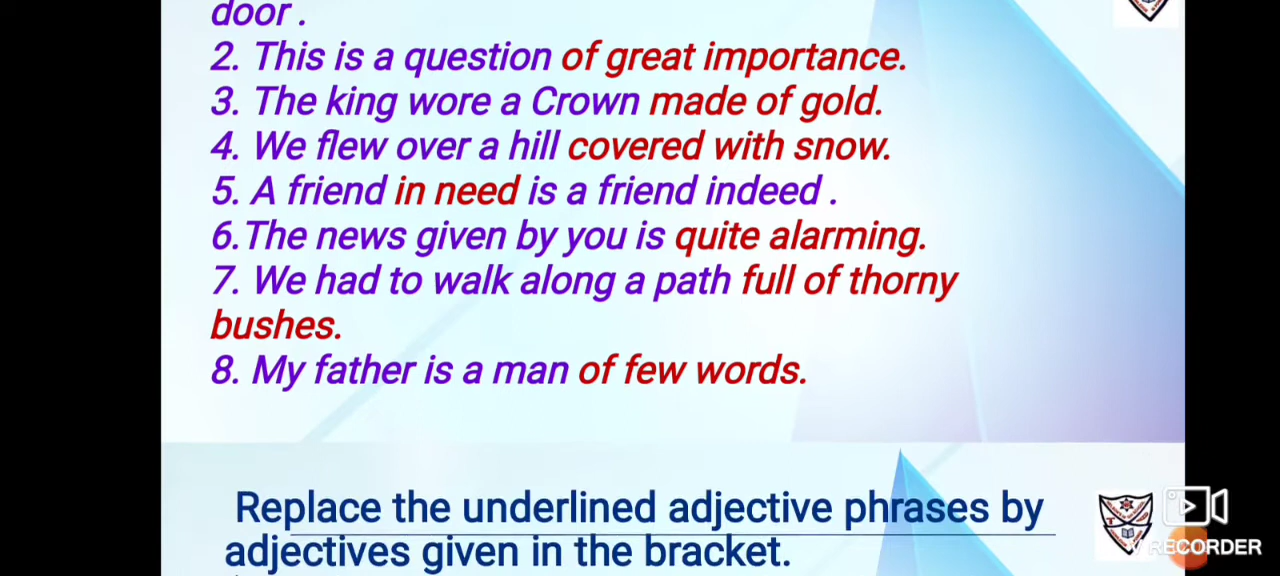 door .
2. This is a question of great importance.
3. The king wore a Crown made of gold.
4. We flew over a hill covered with snow.
5. A friend in need is a friend indeed .
6.The news given by you is quite alarming.
7. We had to walk along a path full of thorny
bushes.
8. My father is a man of few words.
Replace the underlined adjective phrases by
adjectives given in the bracket.
RECORDER